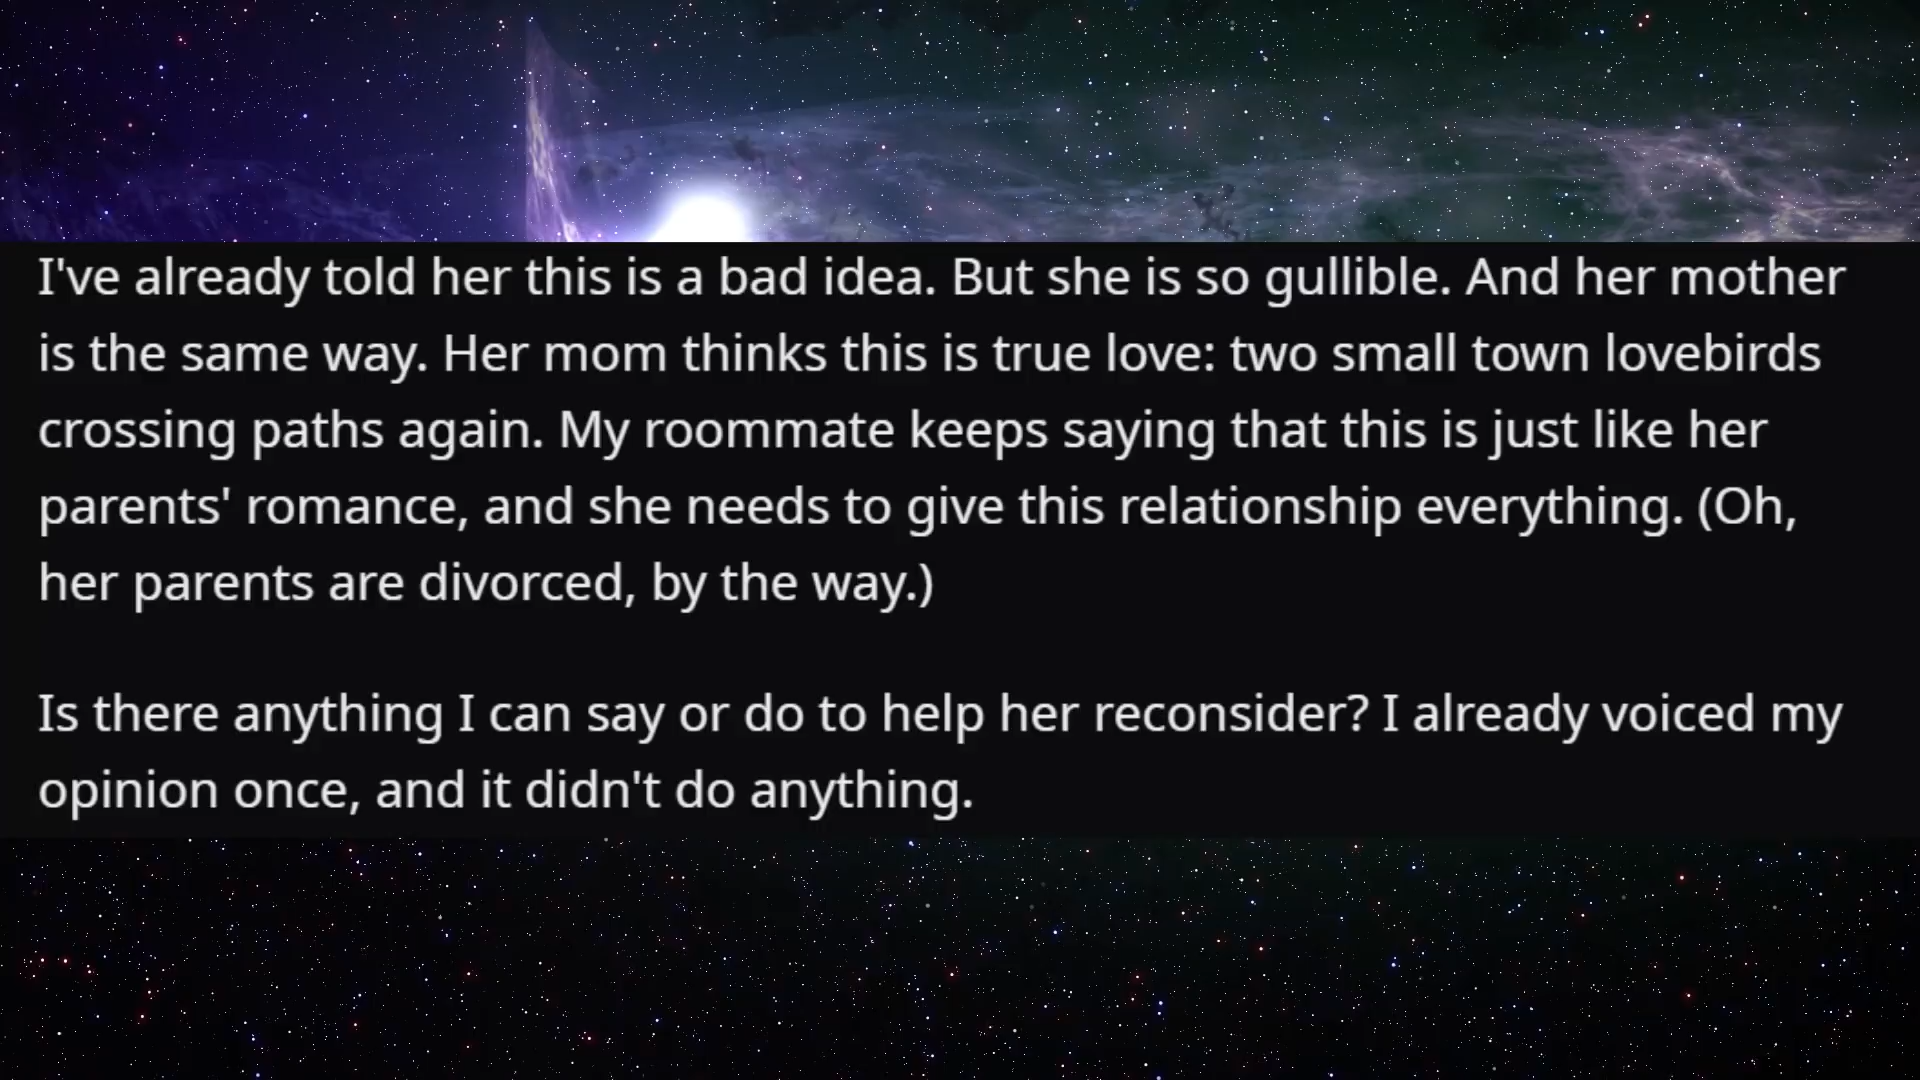 I've already told her this is a bad idea. But she is so gullible. And her mother
is the same way. Her mom thinks this is true love: two small town lovebirds
crossing paths again. My roommate keeps saying that this is just like her
parents' romance, and she needs to give this relationship everything. (Oh,
her parents are divorced, by the way.)
Is there anything I can say or do to help her reconsider? I already voiced my
opinion once, and it didn't do anything.